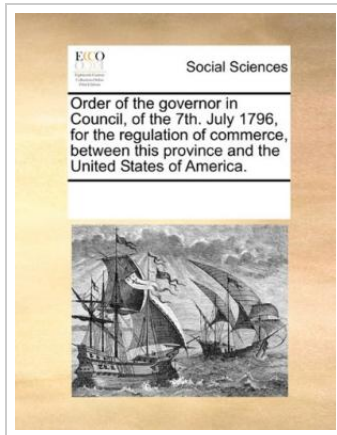 ECCO
Social Sciences
Order of the governor in
Council, of the 7th. July 1796,
for the regulation of commerce,
between this province and the
United States of America.